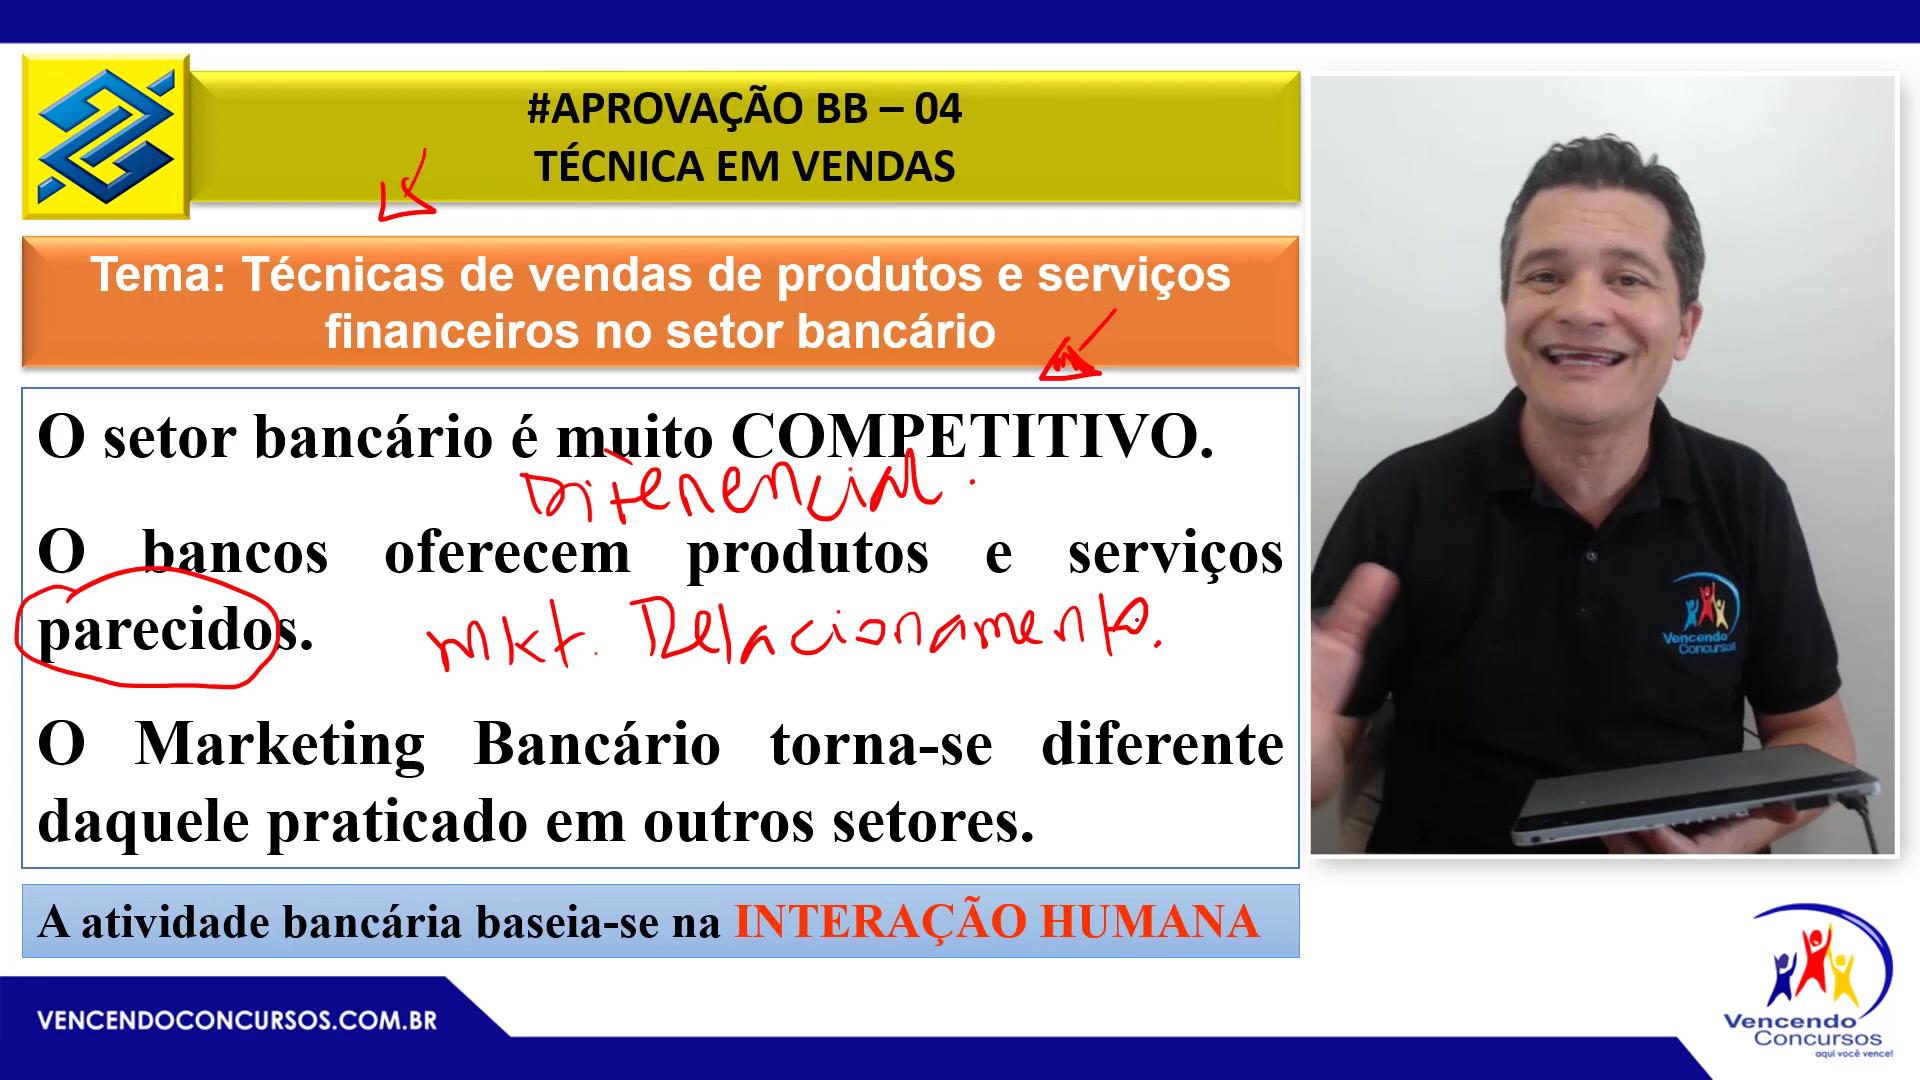 #APROVAÇÃO BB – 04
TÉCNICA EM VENDAS
Tema: Técnicas de vendas de produtos e serviços
financeiros no setor bancário
O setor bancário é muito COMPETITIVO.
Diferencial.
O bancos oferecem produtos e serviços
parecidos.
Mkt. Relacionamento.
O Marketing Bancário torna-se diferente
daquele praticado em outros setores.
A atividade bancária baseia-se na INTERAÇÃO HUMANA
VENCENDOCONCURSOS.COM.BR
Vencendo
Concursos
Vencendo
Concursos
aqui você vence!